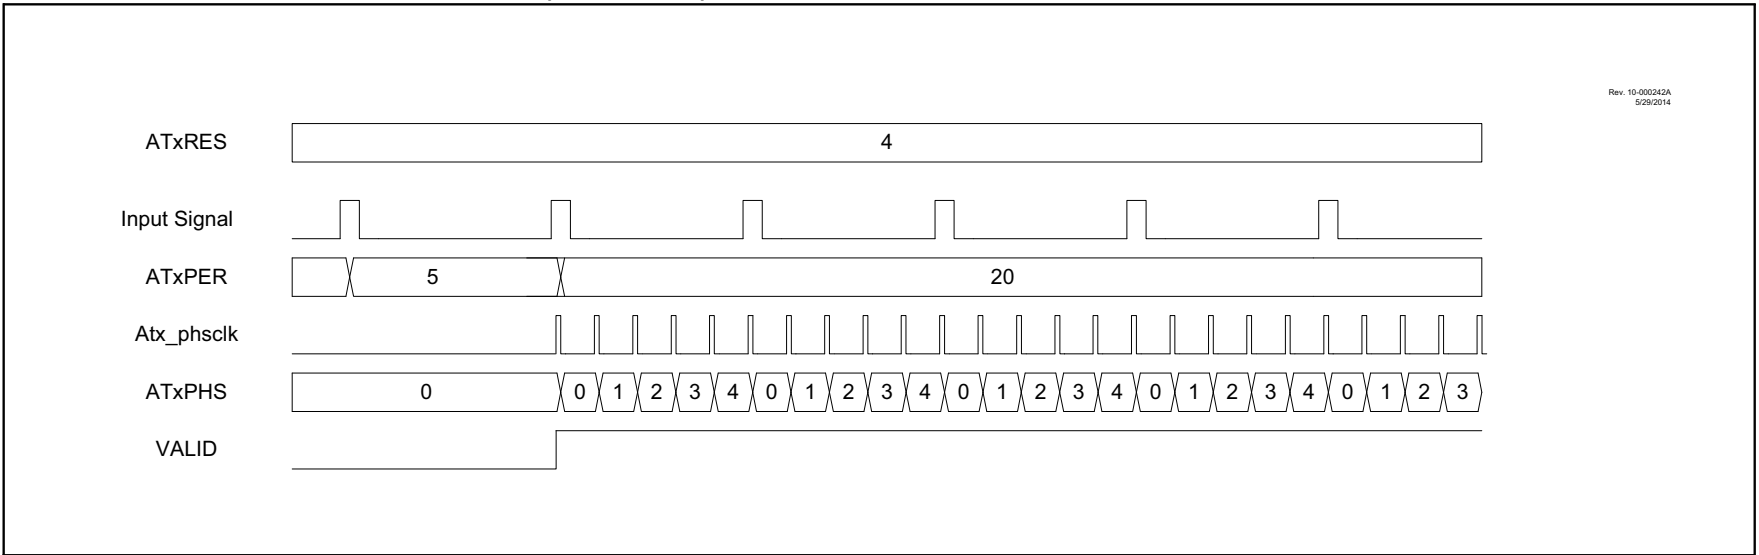 Rev. 10-000242A
5/29/2014
ATxRES 4
Input Signal
ATxPER 5 20
Atx_phsclk
ATxPHS 0 0 1 2 3 4 0 1 2 3 4 0 1 2 3 4 0 1 2 3 4 0 1 2 3
VALID